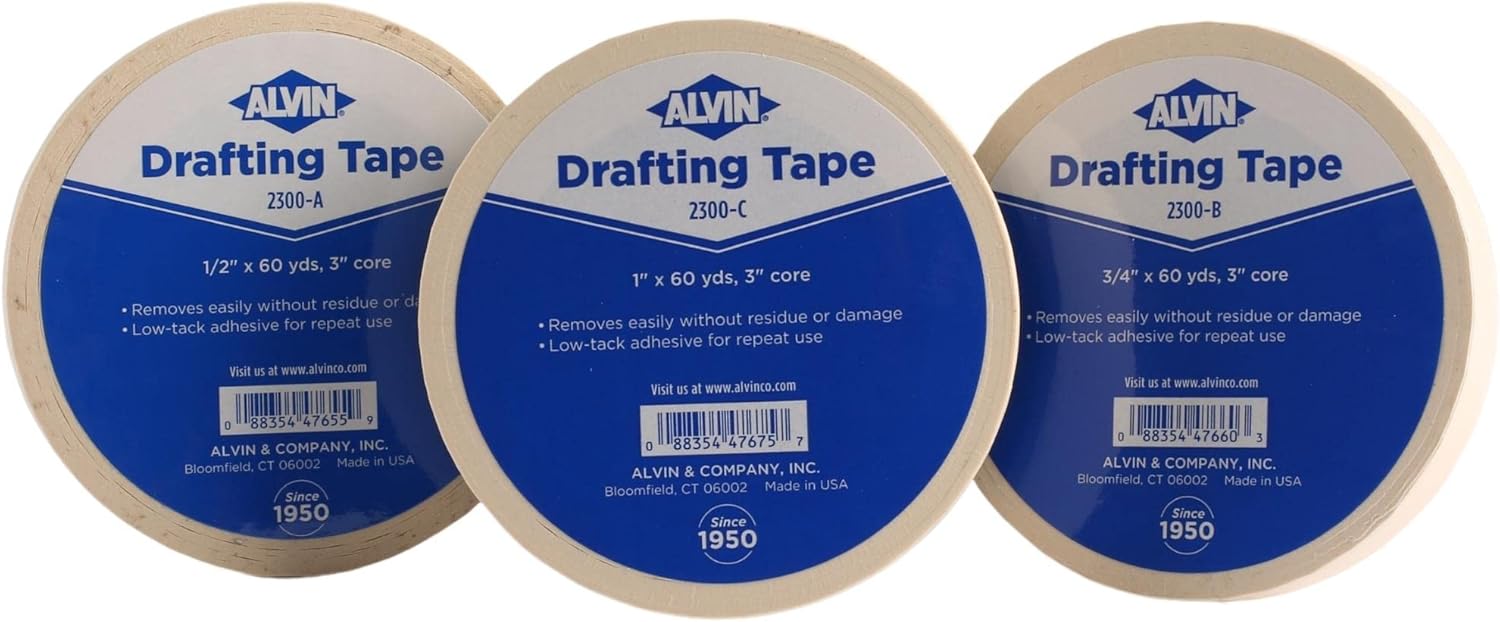 ALVIN®
Drafting Tape
2300-A
1/2" x 60 yds, 3" core
• Removes easily without residue or
• Low-tack adhesive for repeat use
Visit us at www.alvinco.com
0 88354 47655 9
ALVIN & COMPANY, INC.
Bloomfield, CT 06002 Made in USA
Since
1950
ALVIN®
Drafting Tape
2300-C
1" x 60 yds, 3" core
• Removes easily without residue or damage
• Low-tack adhesive for repeat use
Visit us at www.alvinco.com
0 88354 47675 7
ALVIN & COMPANY, INC.
Bloomfield, CT 06002 Made in USA
Since
1950
ALVIN®
Drafting Tape
2300-B
3/4" x 60 yds, 3" core
• Removes easily without residue or damage
• Low-tack adhesive for repeat use
Visit us at www.alvinco.com
0 88354 47660 3
ALVIN & COMPANY, INC.
Bloomfield, CT 06002 Made in USA
Since
1950